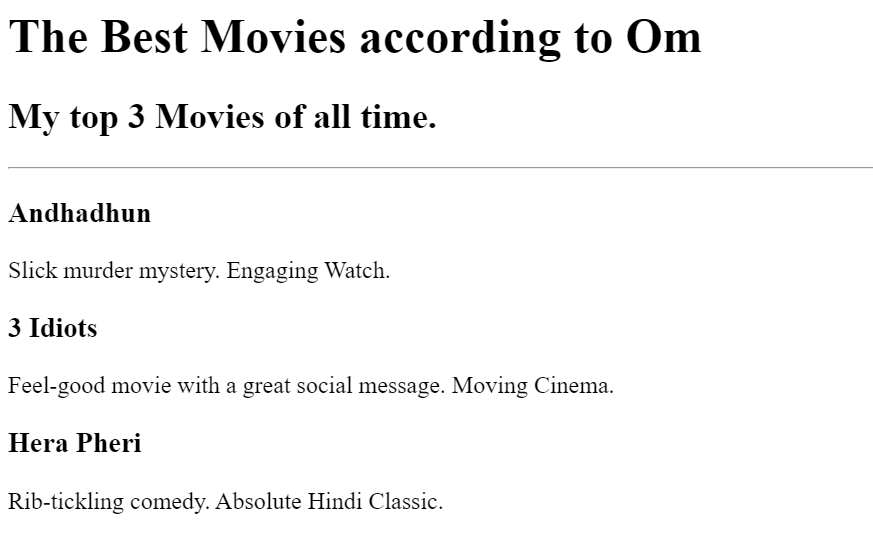 The Best Movies according to Om
My top 3 Movies of all time.
Andhadhun
Slick murder mystery. Engaging Watch.
3 Idiots
Feel-good movie with a great social message. Moving Cinema.
Hera Pheri
Rib-tickling comedy. Absolute Hindi Classic.